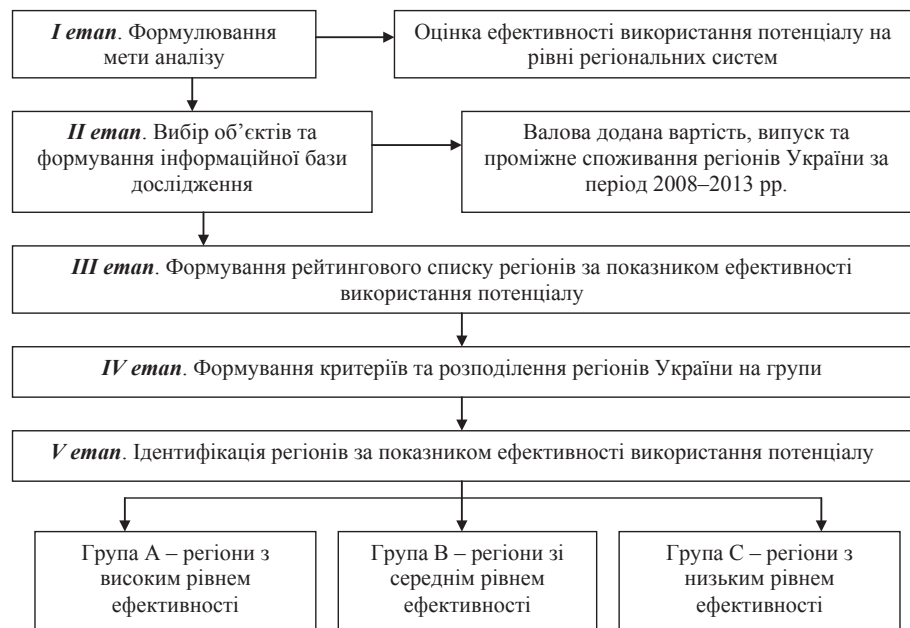 I етап. Формулювання
мети аналізу
Оцінка ефективності використання потенціалу на
рівні регіональних систем
II етап. Вибір об’єктів та
формування інформаційної бази
дослідження
Валова додана вартість, випуск та
проміжне споживання регіонів України за
період 2008–2013 рр.
III етап. Формування рейтингового списку регіонів за показником ефективності
використання потенціалу
IV етап. Формування критеріїв та розподілення регіонів України на групи
V етап. Ідентифікація регіонів за показником ефективності використання потенціалу
Група А – регіони з
високим рівнем
ефективності
Група В – регіони зі
середнім рівнем
ефективності
Група С – регіони з
низьким рівнем
ефективності